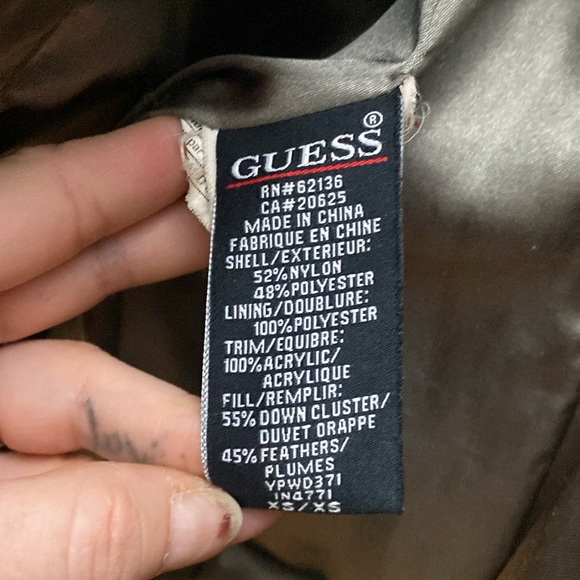 GUESS®
RN#62136
CA#20625
MADE IN CHINA
FABRIQUE EN CHINE
SHELL/EXTERIEUR:
52%NYLON
48%POLYESTER
LINING/DOUBLURE:
100%POLYESTER
TRIM/EQUIBRE:
100%ACRYLIC/
ACRYLIQUE
FILL/REMPLIR:
55% DOWN CLUSTER/
DUVET GRAPPE
45% FEATHERS/
PLUMES
YPWD371
1N4771
XS/XS